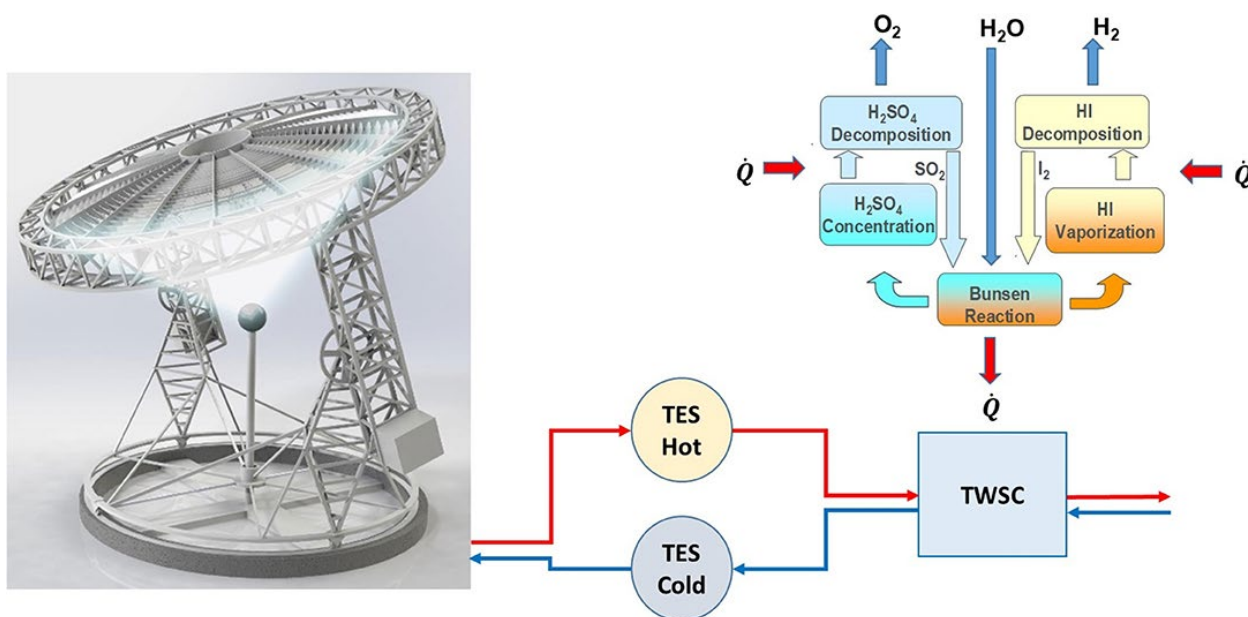 O₂
H₂O
H₂
H₂SO₄
Decomposition
HI
Decomposition
Q̇
SO₂
I₂
Q̇
H₂SO₄
Concentration
HI
Vaporization
Bunsen
Reaction
Q̇
TES
Hot
TWSC
TES
Cold